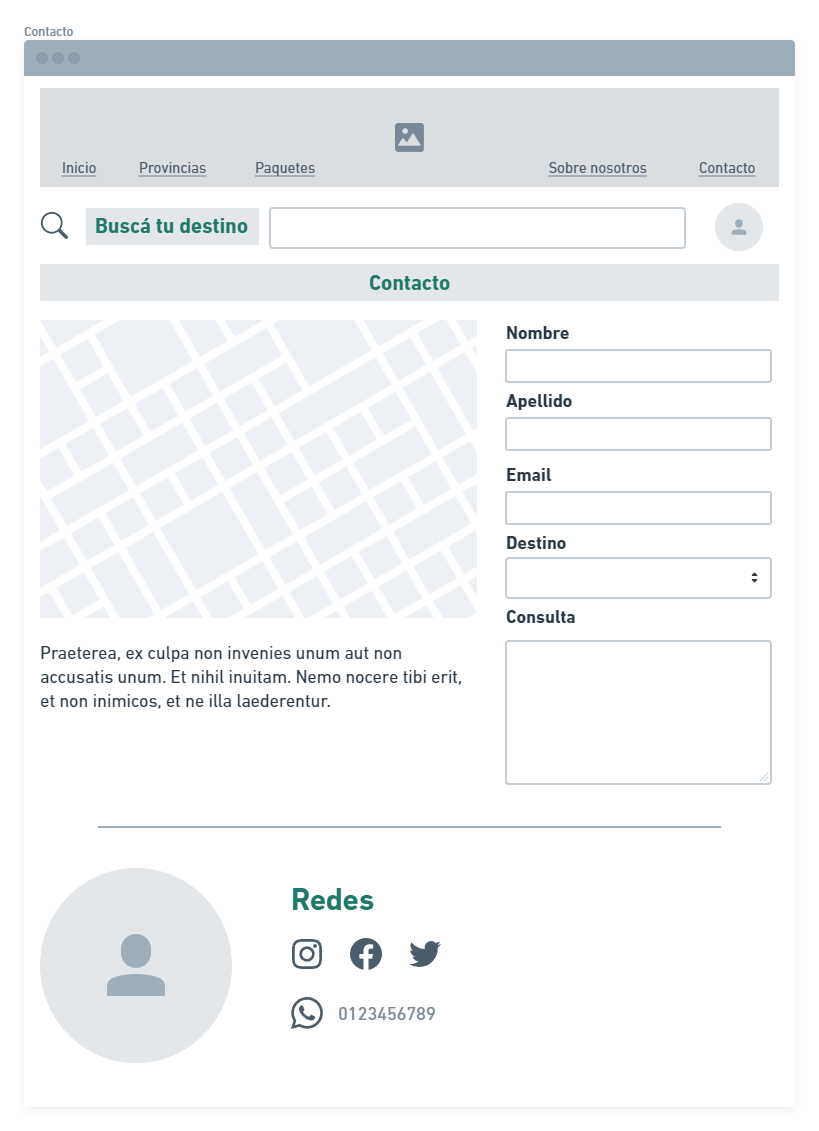 Contacto
Inicio Provincias Paquetes Sobre nosotros Contacto
Buscá tu destino
Contacto
Nombre
Apellido
Email
Destino
Consulta
Praeterea, ex culpa non invenies unum aut non
accusatis unum. Et nihil inuitam. Nemo nocere tibi erit,
et non inimicos, et ne illa laederentur.
Redes
0123456789